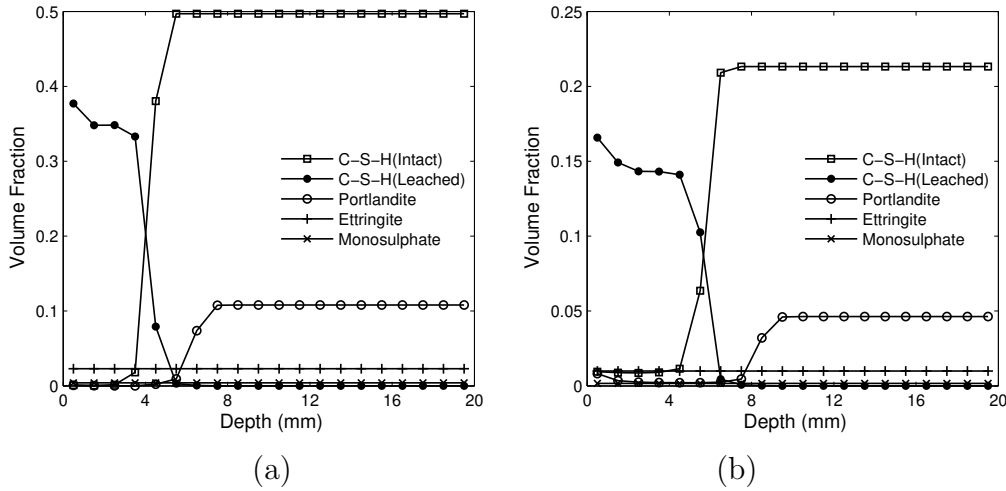 0.5
0.4
0.3
0.2
0.1
0
Volume Fraction
C-S-H(Intact)
C-S-H(Leached)
Portlandite
Ettringite
Monosulphate
0 4 8 12 16 20
Depth (mm)
(a)
0.25
0.2
0.15
0.1
0.05
0
Volume Fraction
C-S-H(Intact)
C-S-H(Leached)
Portlandite
Ettringite
Monosulphate
0 4 8 12 16 20
Depth (mm)
(b)